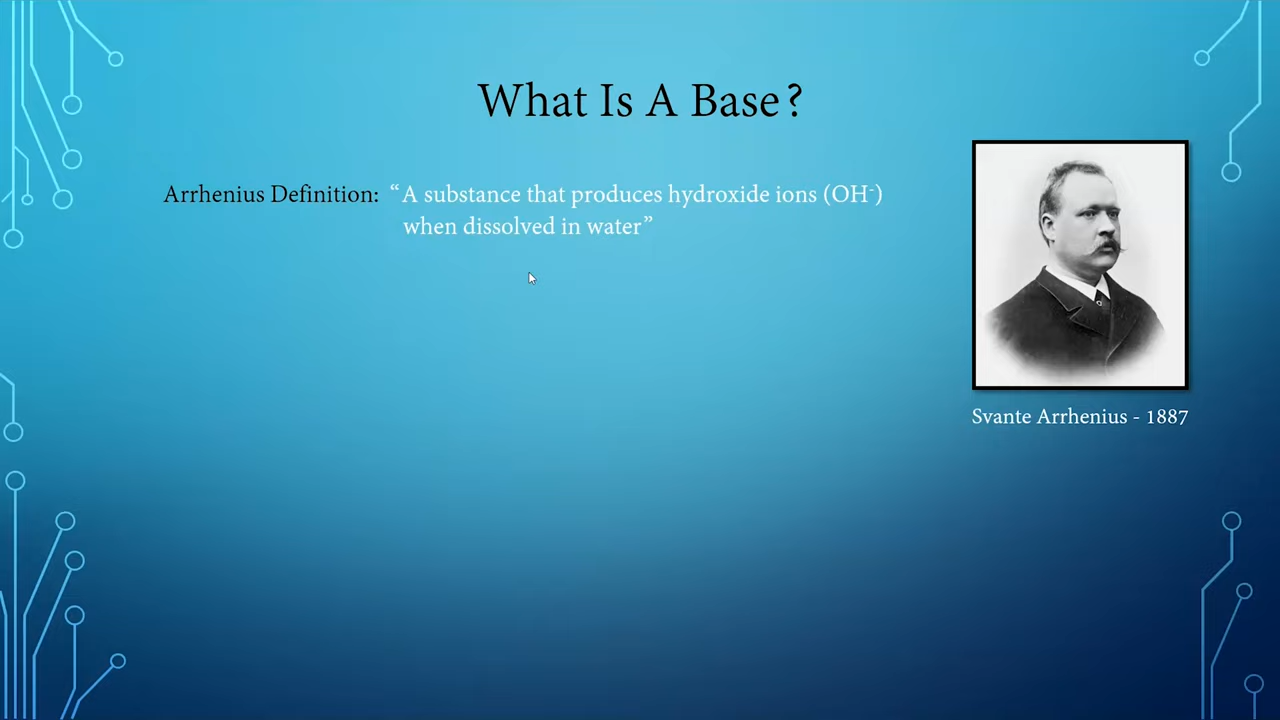 What Is A Base?
Arrhenius Definition: “A substance that produces hydroxide ions (OH⁻)
when dissolved in water”
Svante Arrhenius - 1887